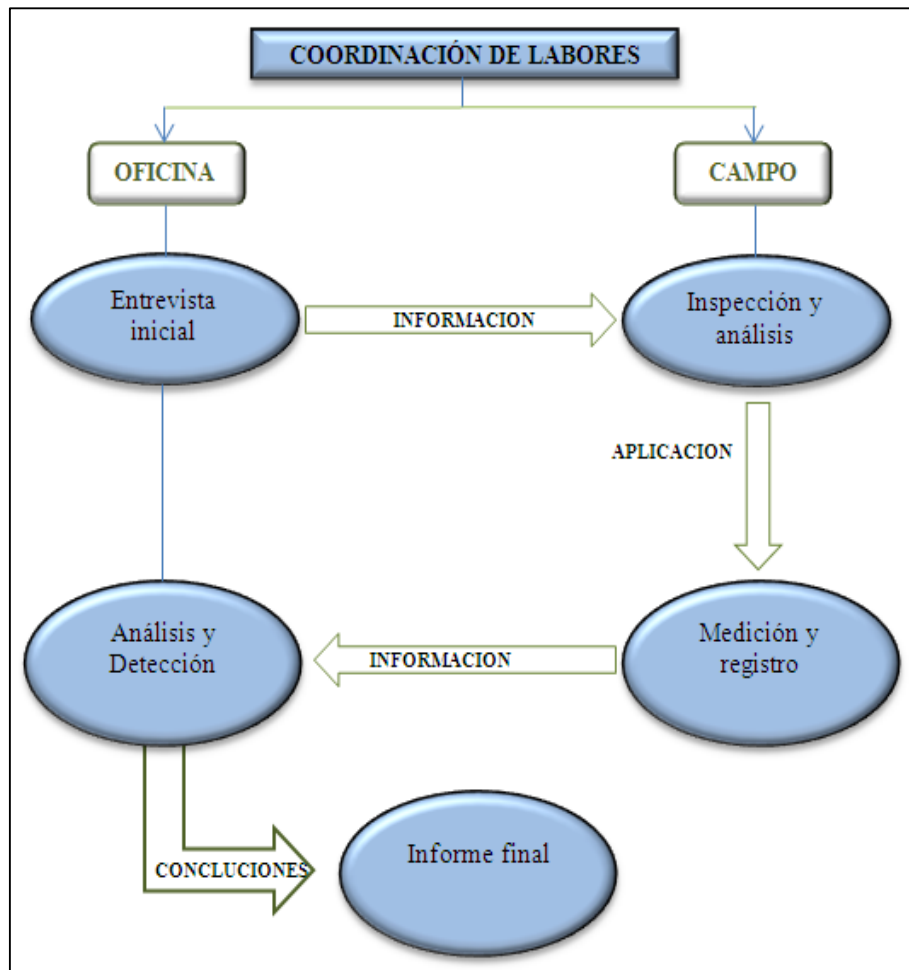 COORDINACIÓN DE LABORES
OFICINA
CAMPO
Entrevista
inicial
INFORMACION
Inspección y
análisis
APLICACION
Análisis y
Detección
INFORMACION
Medición y
registro
CONCLUCIONES
Informe final